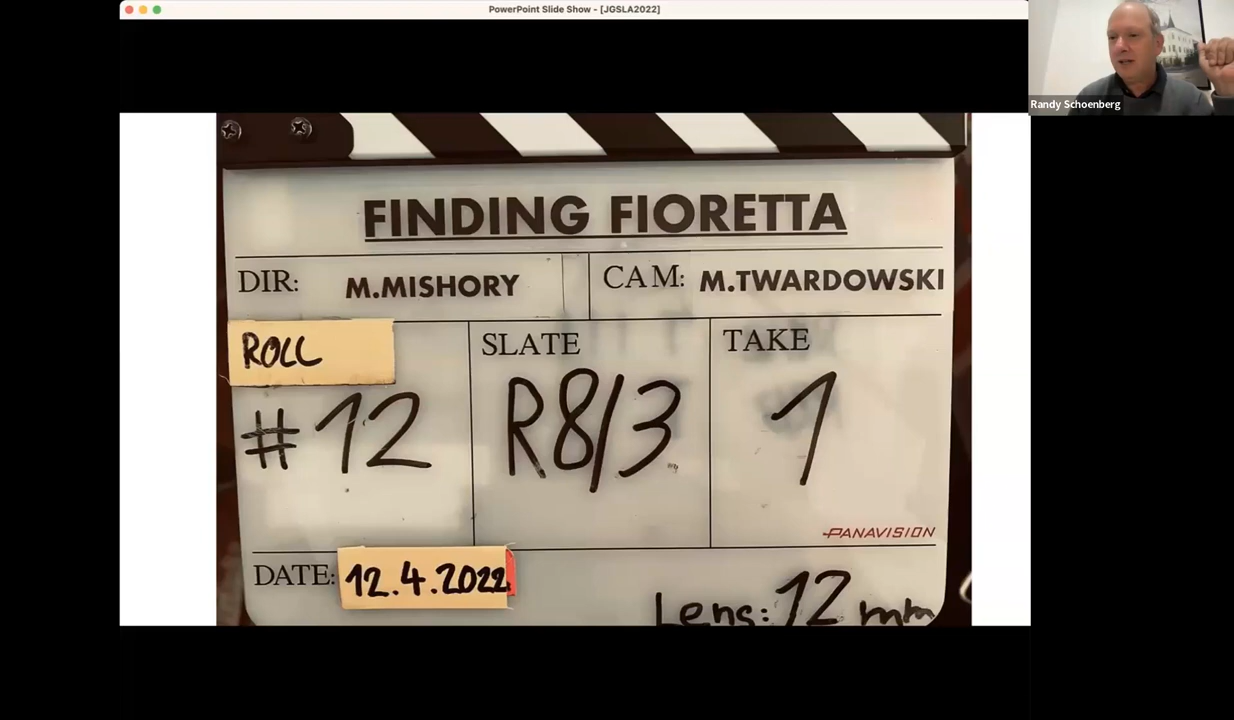 PowerPoint Slide Show - [JGSLA2022]
Randy Schoenberg
FINDING FIORETTA
DIR: M.MISHORY
CAM: M.TWARDOWSKI
ROLL
#12
SLATE
R8/3
TAKE
1
PANAVISION
DATE: 12.4.2022
Lens: 12 mm